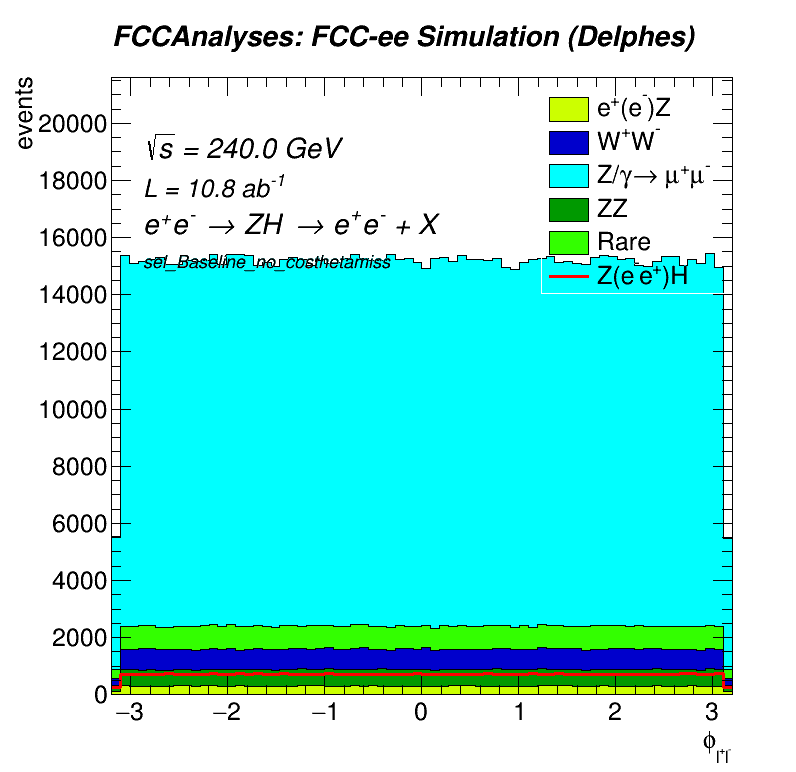 FCCAnalyses: FCC-ee Simulation (Delphes)
events
√s = 240.0 GeV
L = 10.8 ab⁻¹
e⁺e⁻ → ZH → e⁺e⁻ + X
sel_Baseline_no_costhetamiss
e⁺(e⁻)Z
W⁺W⁻
Z/γ→ μ⁺μ⁻
ZZ
Rare
Z(e⁻e⁺)H
20000
18000
16000
14000
12000
10000
8000
6000
4000
2000
0
−3 −2 −1 0 1 2 3
ϕ_l⁺l⁻